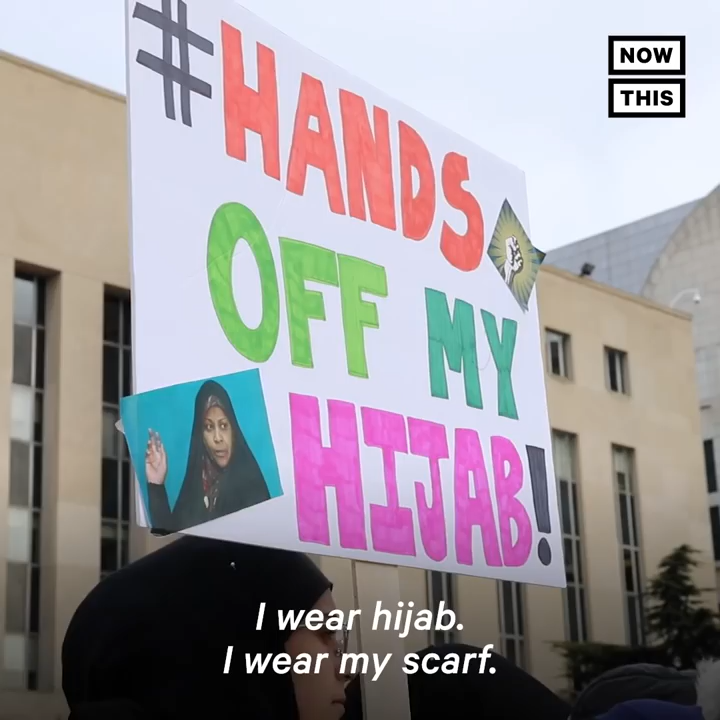 #HANDS
OFF MY
HIJAB!
NOW
THIS
I wear hijab.
I wear my scarf.